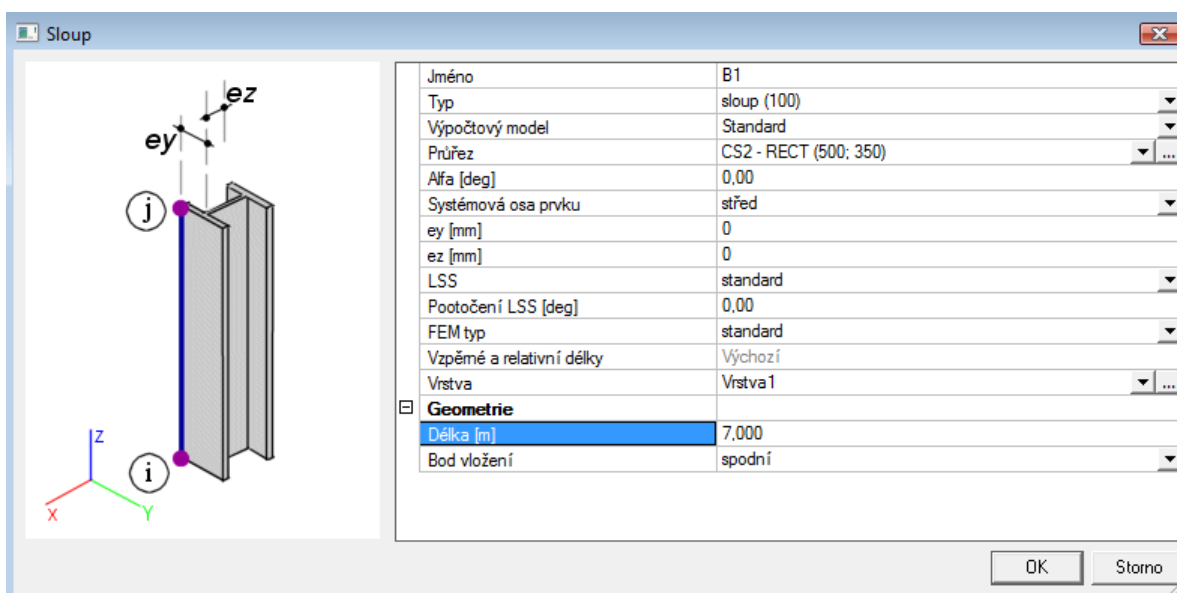 Sloup
ez
ey
j
i
Z
X
Y
Jméno B1
Typ sloup (100)
Výpočtový model Standard
Průřez CS2 - RECT (500; 350) ...
Alfa [deg] 0,00
Systémová osa prvku střed
ey [mm] 0
ez [mm] 0
LSS standard
Pootočení LSS [deg] 0,00
FEM typ standard
Vzpěrné a relativní délky Výchozí
Vrstva Vrstva1 ...
Geometrie
Délka [m] 7,000
Bod vložení spodní
OK Storno